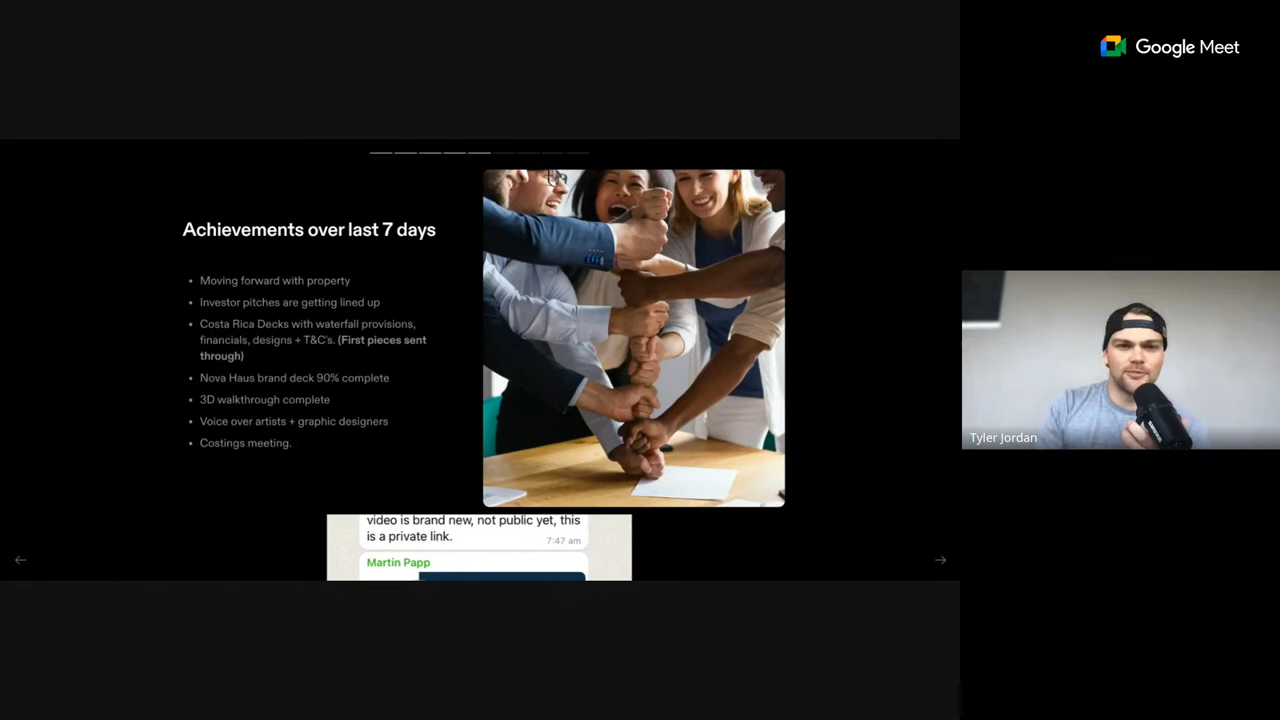 Google Meet
Achievements over last 7 days
• Moving forward with property
• Investor pitches are getting lined up
• Costa Rica Decks with waterfall provisions,
financials, designs + T&C's. (First pieces sent
through)
• Nova Haus brand deck 90% complete
• 3D walkthrough complete
• Voice over artists + graphic designers
• Costings meeting.
video is brand new, not public yet, this
is a private link.
7:47 am
Martin Papp
Tyler Jordan